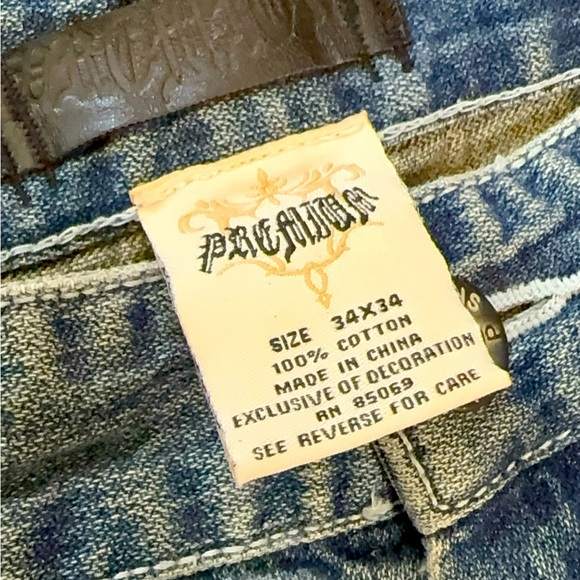 PREMIUM
SIZE 34X34
100% COTTON
MADE IN CHINA
EXCLUSIVE OF DECORATION
RN 85069
SEE REVERSE FOR CARE